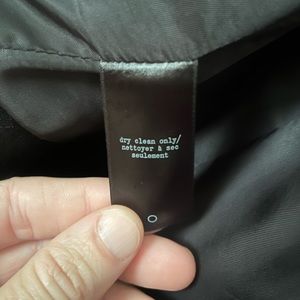 dry clean only/
nettoyer à sec
seulement